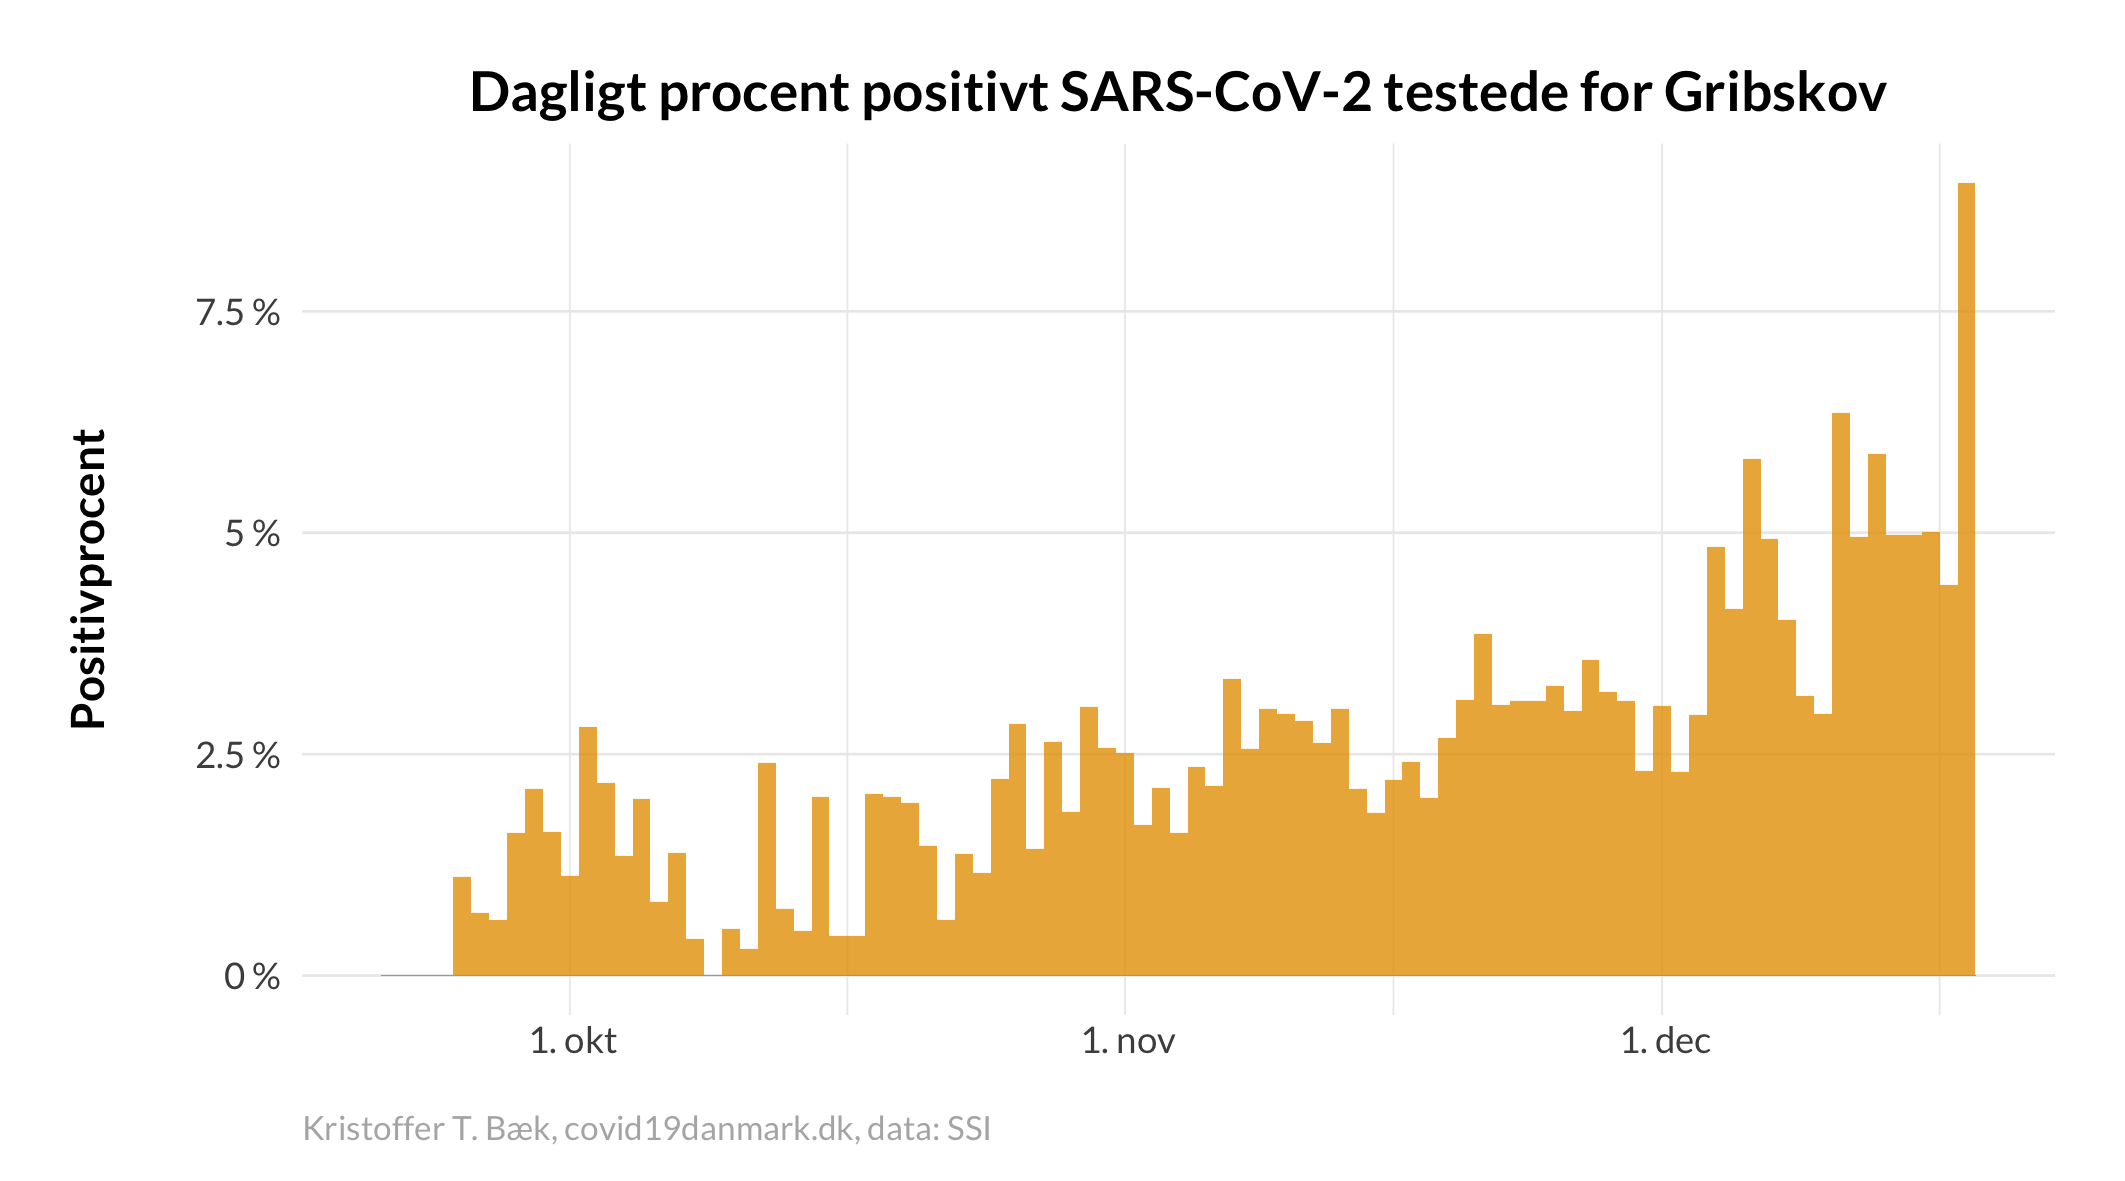 Dagligt procent positivt SARS-CoV-2 testede for Gribskov
Positivprocent
7.5 %
5 %
2.5 %
0 %
1. okt
1. nov
1. dec
Kristoffer T. Bæk, covid19danmark.dk, data: SSI